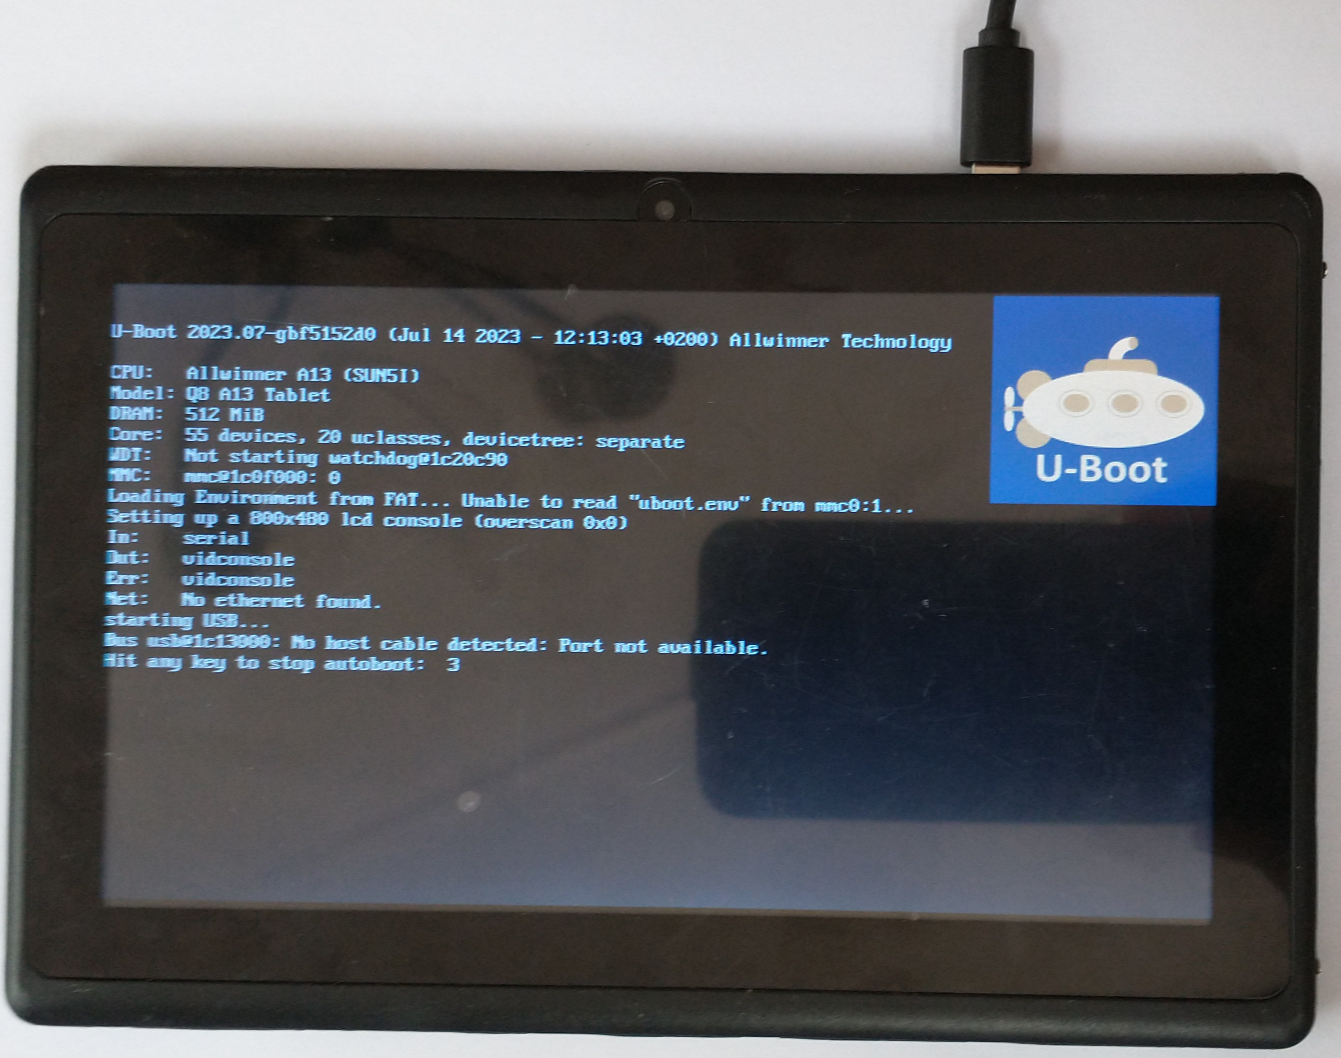 U-Boot 2023.07-gbf5152d0 (Jul 14 2023 - 12:13:03 +0200) Allwinner Technology
CPU:   Allwinner A13 (SUN5I)
Model: Q8 A13 Tablet
DRAM:  512 MiB
Core:  55 devices, 20 uclasses, devicetree: separate
WDT:   Not starting watchdog@1c20c90
MMC:   mmc@1c0f000: 0
Loading Environment from FAT... Unable to read "uboot.env" from mmc0:1...
Setting up a 800x480 lcd console (overscan 0x0)
In:    serial
Out:   vidconsole
Err:   vidconsole
Net:   No ethernet found.
starting USB...
Bus usb@1c13000: No host cable detected: Port not available.
Hit any key to stop autoboot:  3
U-Boot